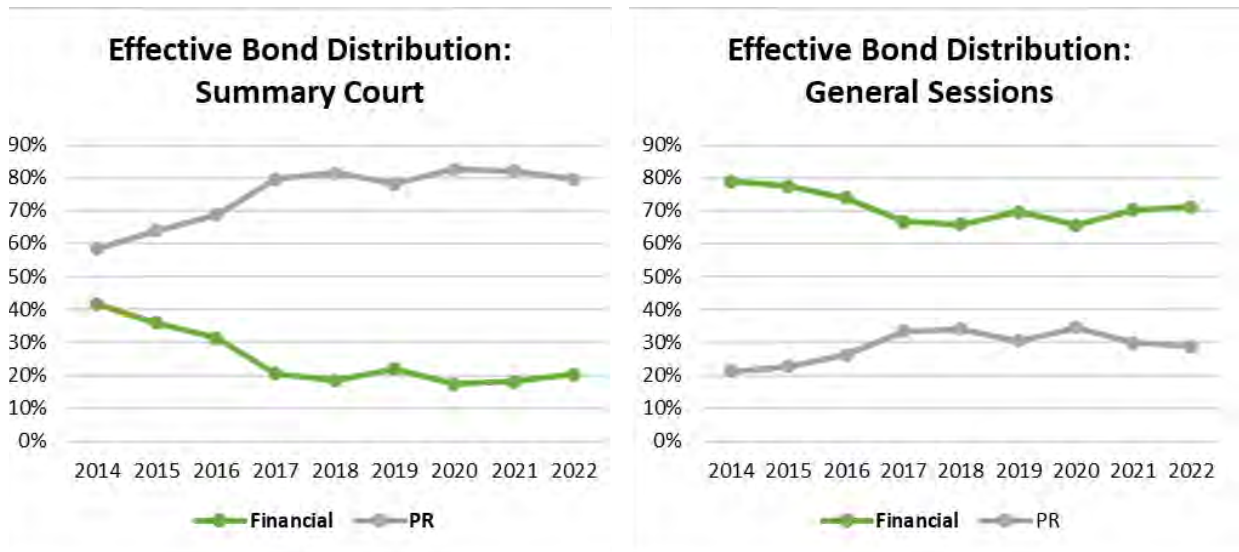 Effective Bond Distribution:
Summary Court
90%
80%
70%
60%
50%
40%
30%
20%
10%
0%
2014 2015 2016 2017 2018 2019 2020 2021 2022
Financial PR
Effective Bond Distribution:
General Sessions
90%
80%
70%
60%
50%
40%
30%
20%
10%
0%
2014 2015 2016 2017 2018 2019 2020 2021 2022
Financial PR